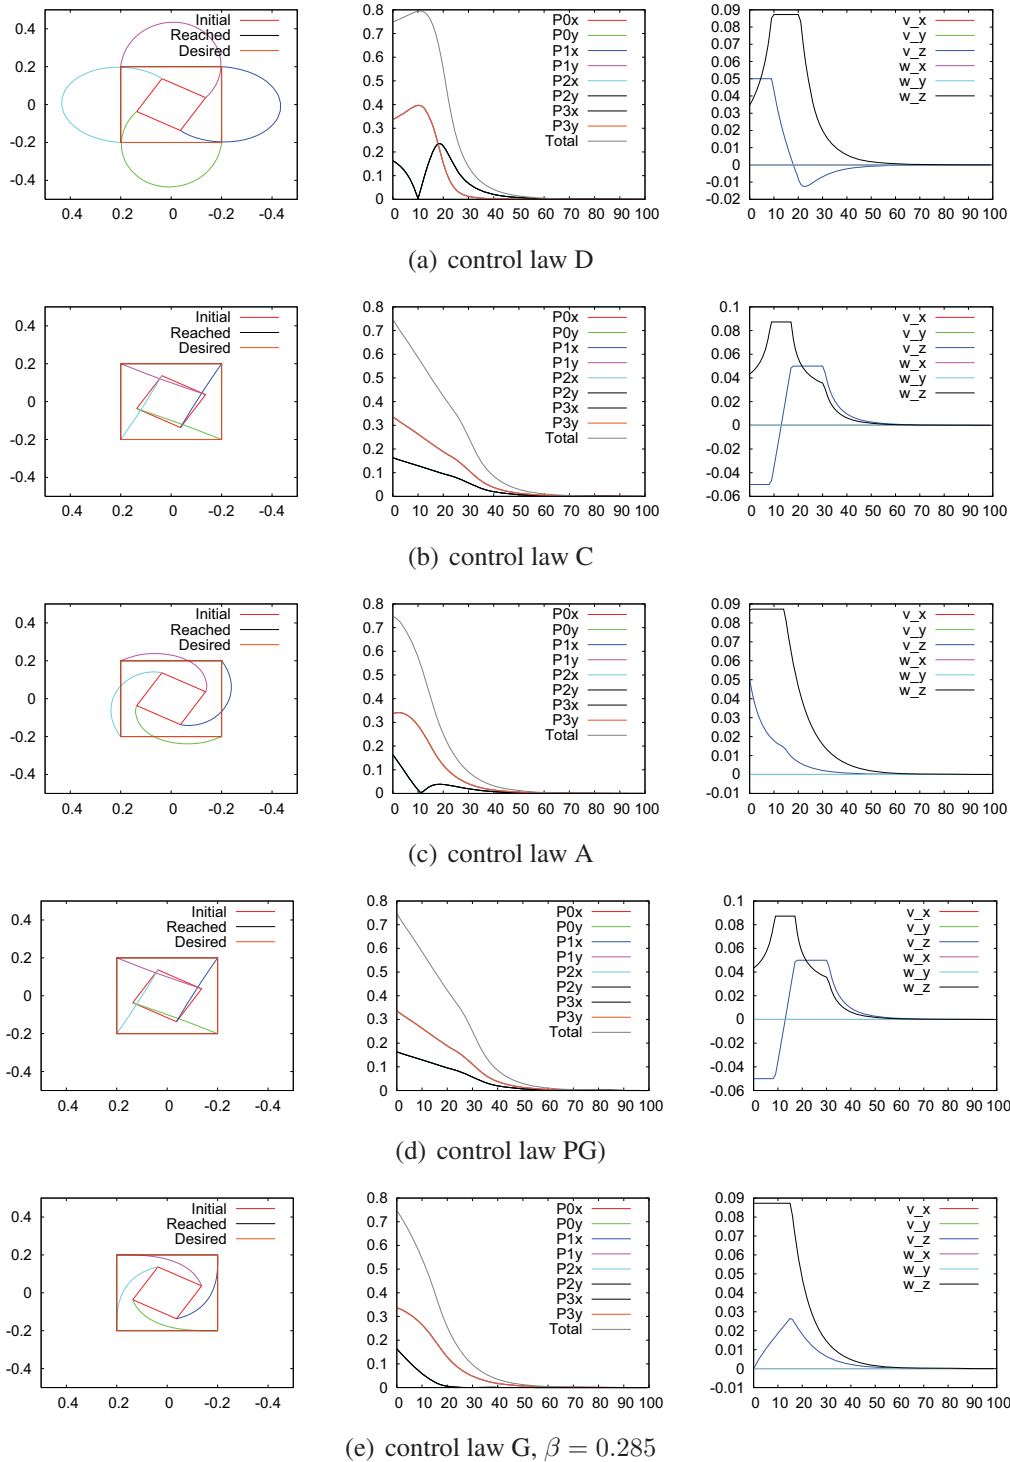 0.4
0.2
0
-0.2
-0.4
0.4 0.2 0 -0.2 -0.4
Initial
Reached
Desired
0.8
0.7
0.6
0.5
0.4
0.3
0.2
0.1
0
0 10 20 30 40 50 60 70 80 90 100
P0x
P0y
P1x
P1y
P2x
P2y
P3x
P3y
Total
0.09
0.08
0.07
0.06
0.05
0.04
0.03
0.02
0.01
0
-0.01
-0.02
0 10 20 30 40 50 60 70 80 90 100
v_x
v_y
v_z
w_x
w_y
w_z
(a) control law D
0.4
0.2
0
-0.2
-0.4
0.4 0.2 0 -0.2 -0.4
Initial
Reached
Desired
0.8
0.7
0.6
0.5
0.4
0.3
0.2
0.1
0
0 10 20 30 40 50 60 70 80 90 100
P0x
P0y
P1x
P1y
P2x
P2y
P3x
P3y
Total
0.1
0.08
0.06
0.04
0.02
0
-0.02
-0.04
-0.06
0 10 20 30 40 50 60 70 80 90 100
v_x
v_y
v_z
w_x
w_y
w_z
(b) control law C
0.4
0.2
0
-0.2
-0.4
0.4 0.2 0 -0.2 -0.4
Initial
Reached
Desired
0.8
0.7
0.6
0.5
0.4
0.3
0.2
0.1
0
0 10 20 30 40 50 60 70 80 90 100
P0x
P0y
P1x
P1y
P2x
P2y
P3x
P3y
Total
0.09
0.08
0.07
0.06
0.05
0.04
0.03
0.02
0.01
0
-0.01
0 10 20 30 40 50 60 70 80 90 100
v_x
v_y
v_z
w_x
w_y
w_z
(c) control law A
0.4
0.2
0
-0.2
-0.4
0.4 0.2 0 -0.2 -0.4
Initial
Reached
Desired
0.8
0.7
0.6
0.5
0.4
0.3
0.2
0.1
0
0 10 20 30 40 50 60 70 80 90 100
P0x
P0y
P1x
P1y
P2x
P2y
P3x
P3y
Total
0.1
0.08
0.06
0.04
0.02
0
-0.02
-0.04
-0.06
0 10 20 30 40 50 60 70 80 90 100
v_x
v_y
v_z
w_x
w_y
w_z
(d) control law PG)
0.4
0.2
0
-0.2
-0.4
0.4 0.2 0 -0.2 -0.4
Initial
Reached
Desired
0.8
0.7
0.6
0.5
0.4
0.3
0.2
0.1
0
0 10 20 30 40 50 60 70 80 90 100
P0x
P0y
P1x
P1y
P2x
P2y
P3x
P3y
Total
0.09
0.08
0.07
0.06
0.05
0.04
0.03
0.02
0.01
0
-0.01
0 10 20 30 40 50 60 70 80 90 100
v_x
v_y
v_z
w_x
w_y
w_z
(e) control law G, β = 0.285